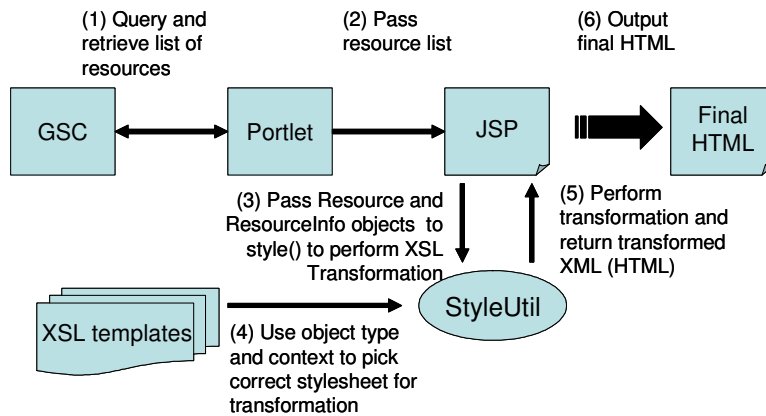 (1) Query and
retrieve list of
resources
(2) Pass
resource list
(6) Output
final HTML
GSC
Portlet
JSP
Final
HTML
(3) Pass Resource and
ResourceInfo objects to
style() to perform XSL
Transformation
(5) Perform
transformation and
return transformed
XML (HTML)
StyleUtil
XSL templates
(4) Use object type
and context to pick
correct stylesheet for
transformation